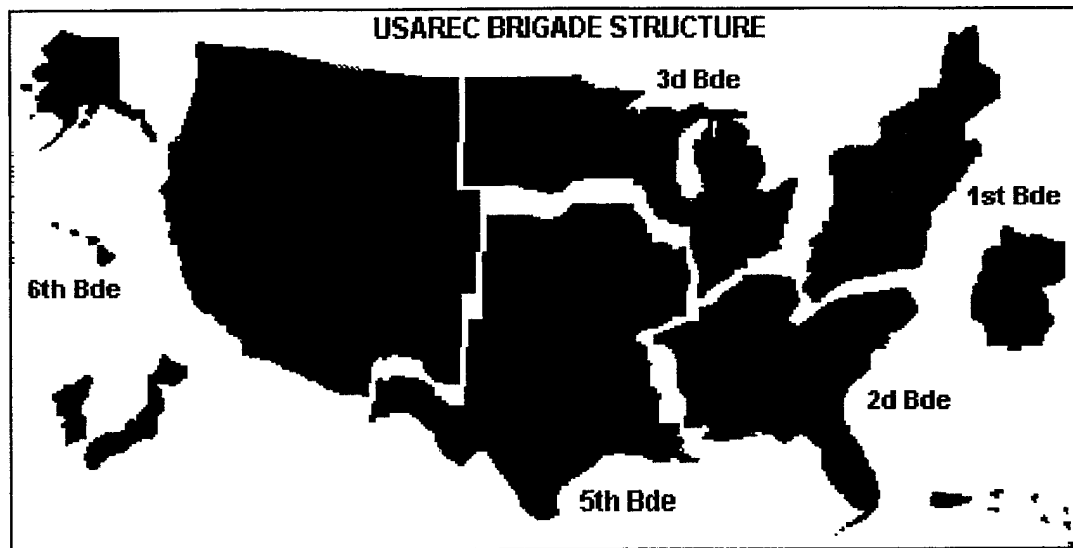 USAREC BRIGADE STRUCTURE
3d Bde
1st Bde
6th Bde
2d Bde
5th Bde